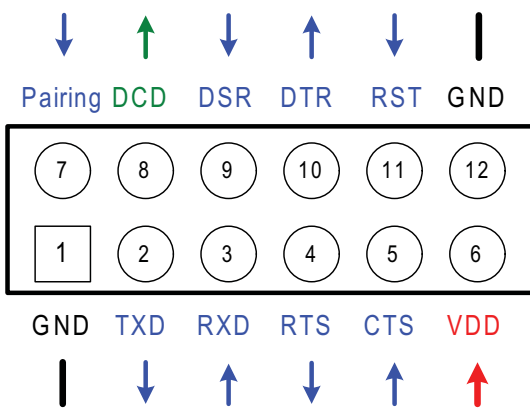 Pairing DCD DSR DTR RST GND
7 8 9 10 11 12
1 2 3 4 5 6
GND TXD RXD RTS CTS VDD